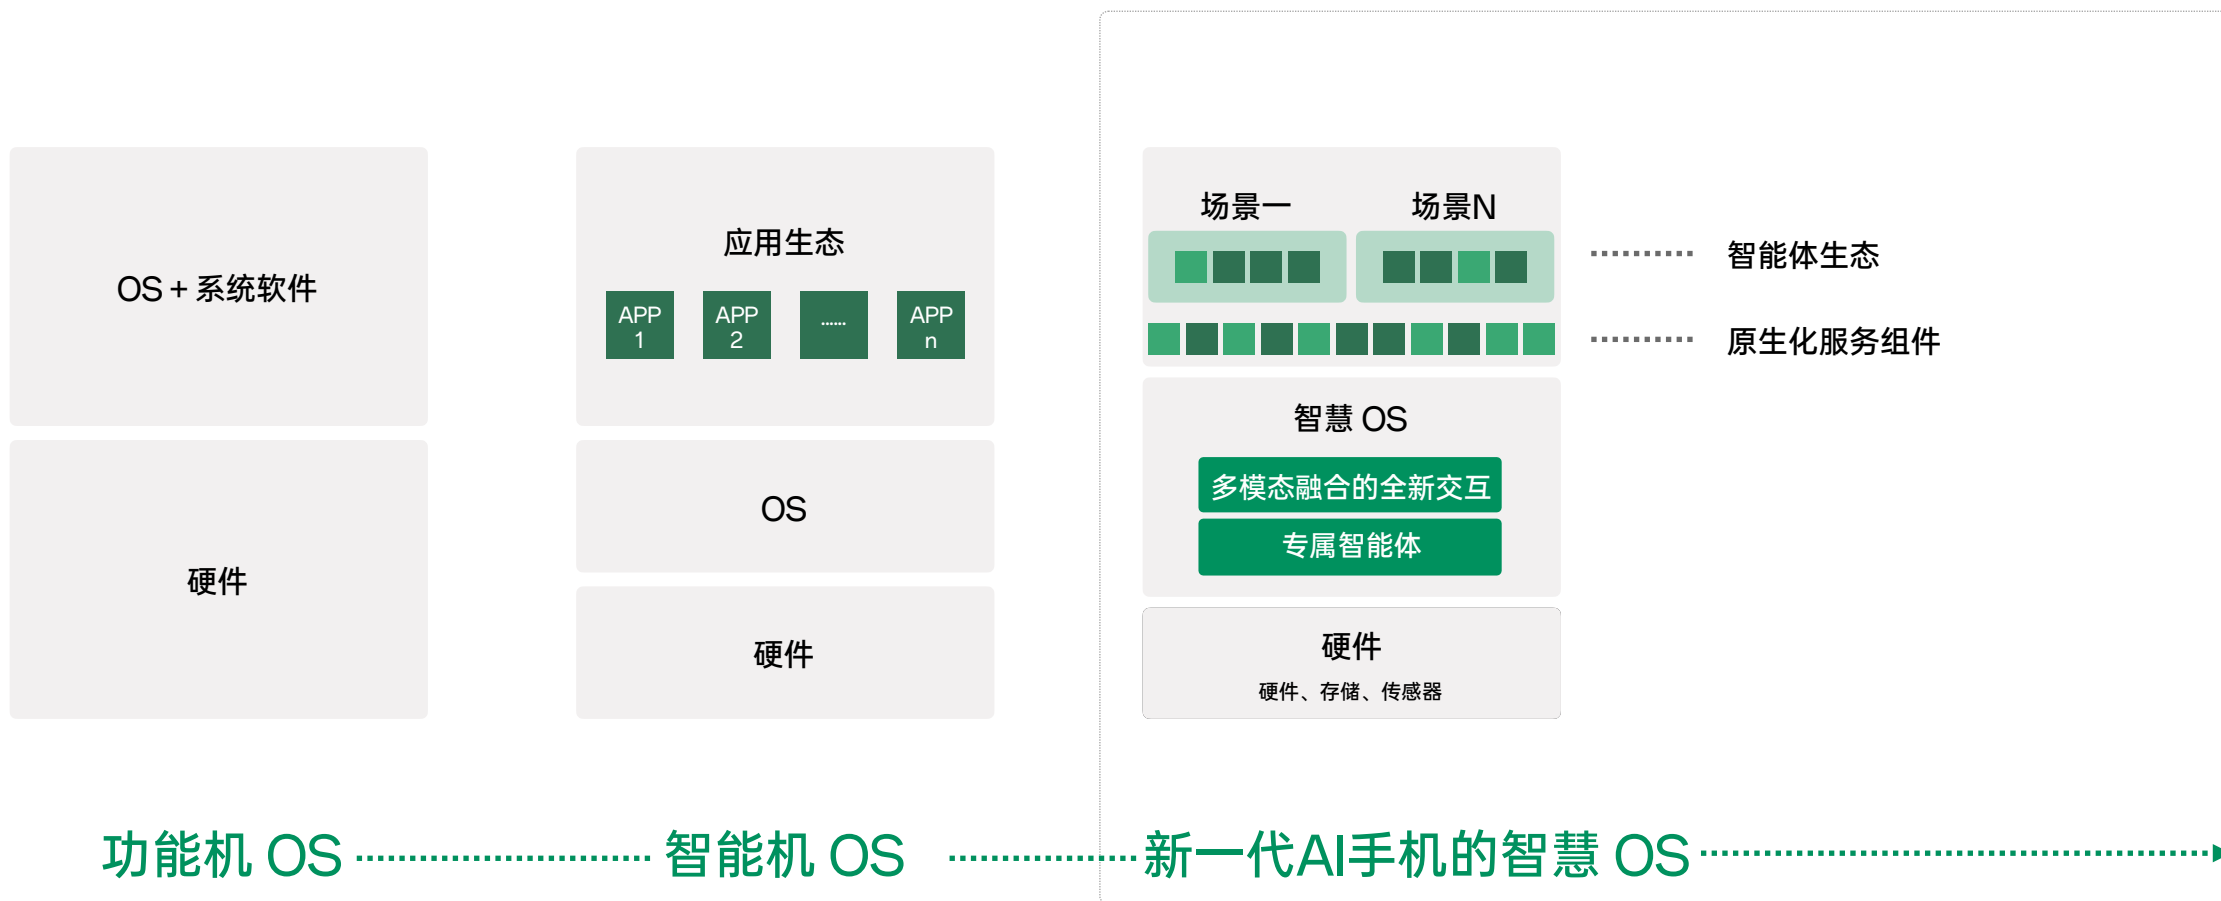 OS + 系统软件
硬件
应用生态
APP
1
APP
2
......
APP
n
OS
硬件
场景一
场景N
智能体生态
原生化服务组件
智慧 OS
多模态融合的全新交互
专属智能体
硬件
硬件、存储、传感器
功能机 OS
智能机 OS
新一代AI手机的智慧 OS